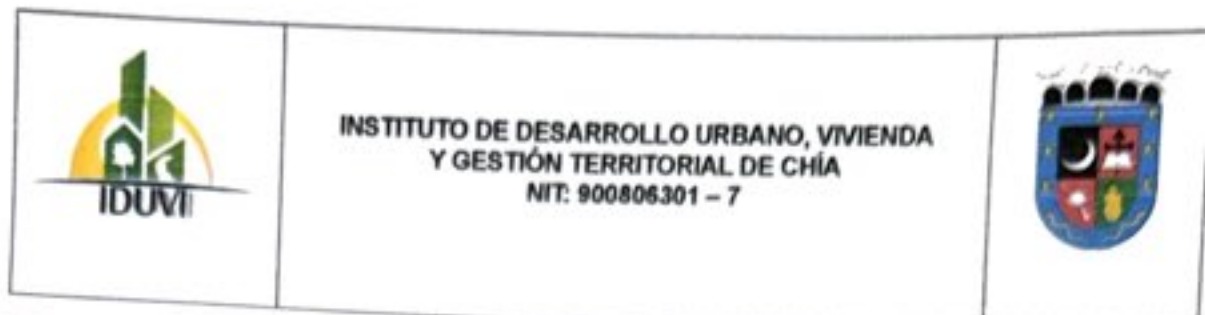 IDUVI
INSTITUTO DE DESARROLLO URBANO, VIVIENDA
Y GESTIÓN TERRITORIAL DE CHÍA
NIT: 900806301 – 7